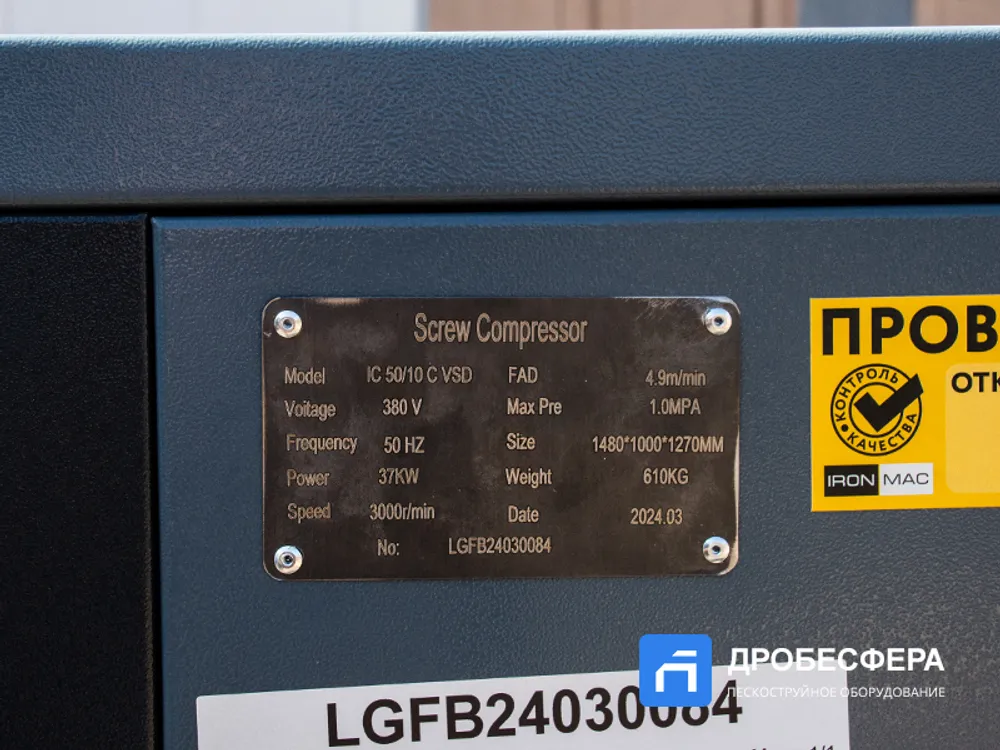 Screw Compressor
Model IC 50/10 C VSD FAD 4.9m/min
Voitage 380 V Max Pre 1.0MPA
Frequency 50 HZ Size 1480*1000*1270MM
Power 37KW Weight 610KG
Speed 3000r/min Date 2024.03
No: LGFB24030084
ПРОВ
ОТК
КОНТРОЛЬ
КАЧЕСТВА
IRON MAC
ДРОБЕСФЕРА
ПЕСКОСТРУЙНОЕ ОБОРУДОВАНИЕ
LGFB24030084
1/1